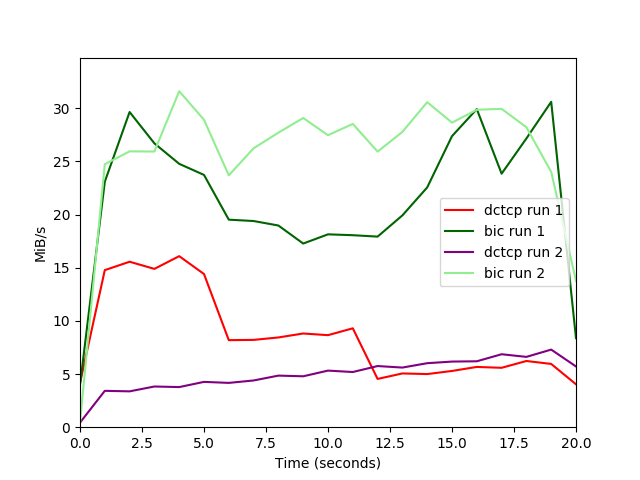 30
25
20
15
10
5
0
MiB/s
dctcp run 1
bic run 1
dctcp run 2
bic run 2
0.0 2.5 5.0 7.5 10.0 12.5 15.0 17.5 20.0
Time (seconds)